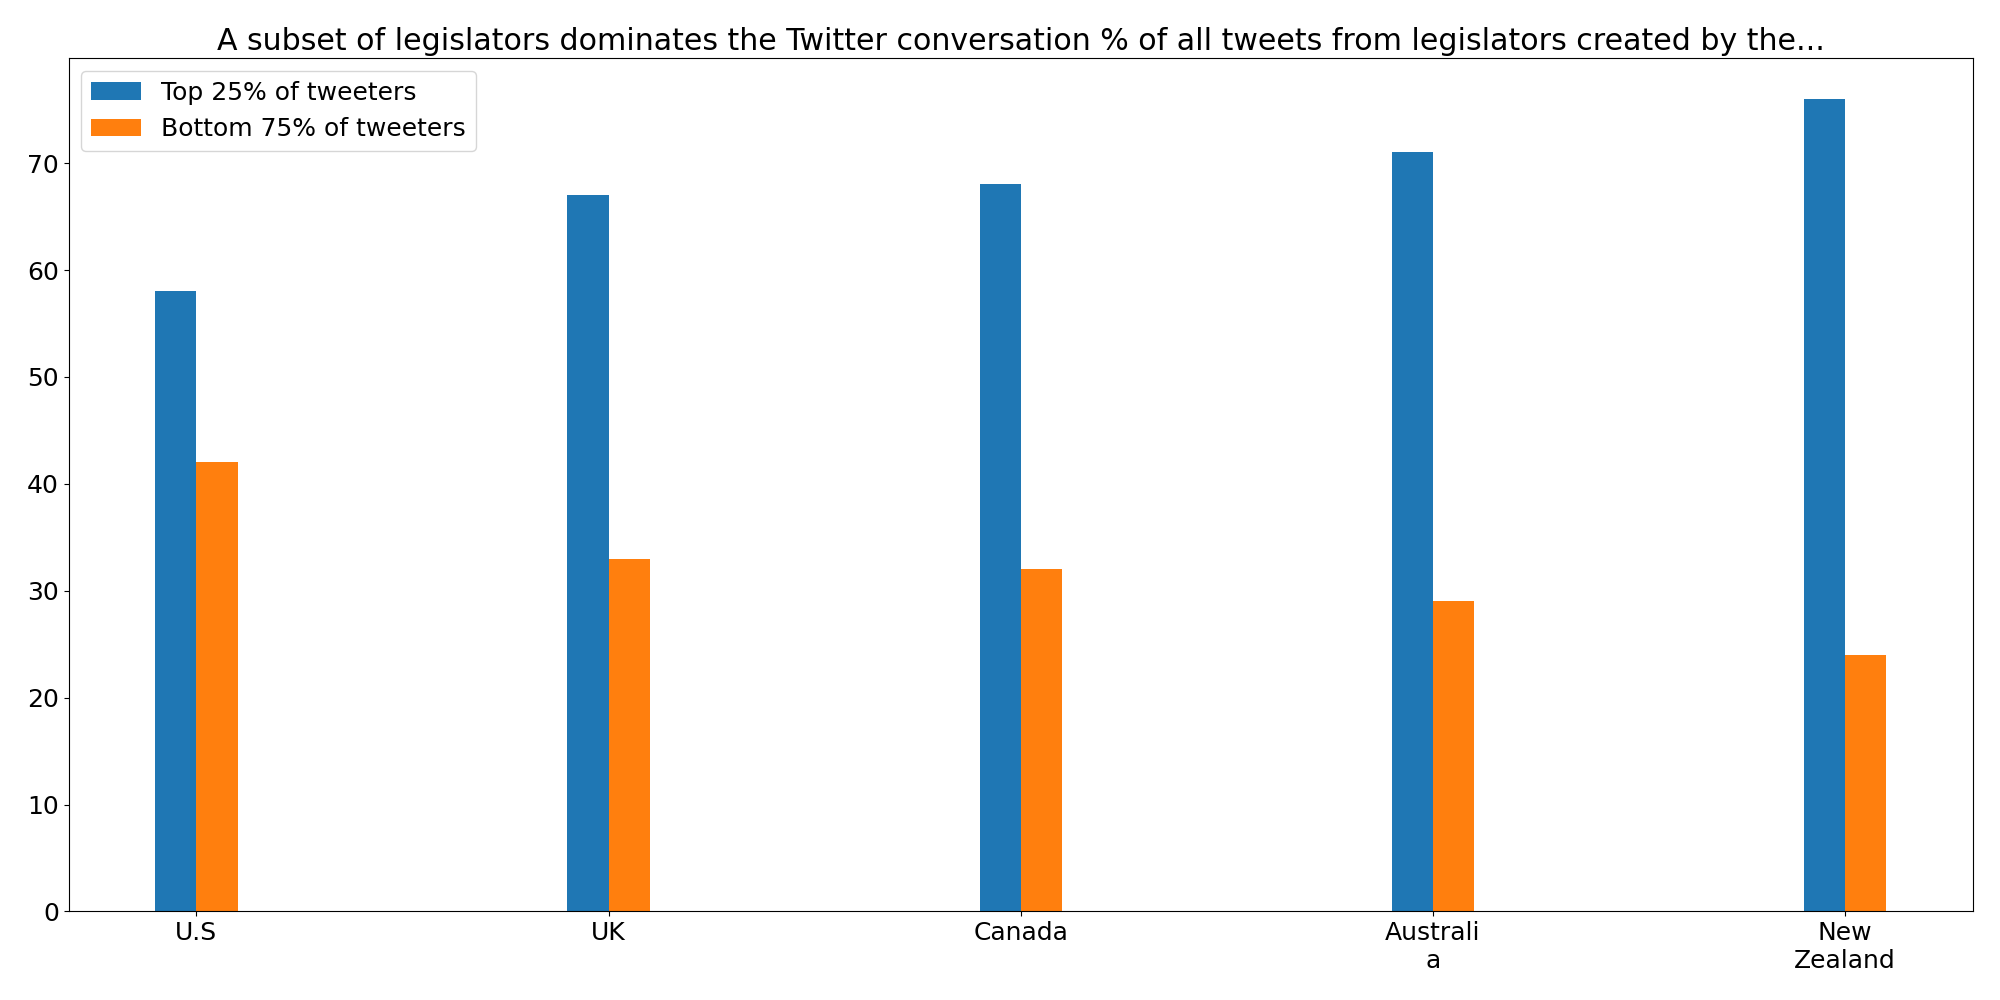 A subset of legislators dominates the Twitter conversation % of all tweets from legislators created by the...
Top 25% of tweeters
Bottom 75% of tweeters
70
60
50
40
30
20
10
0
U.S
UK
Canada
Australi
a
New
Zealand